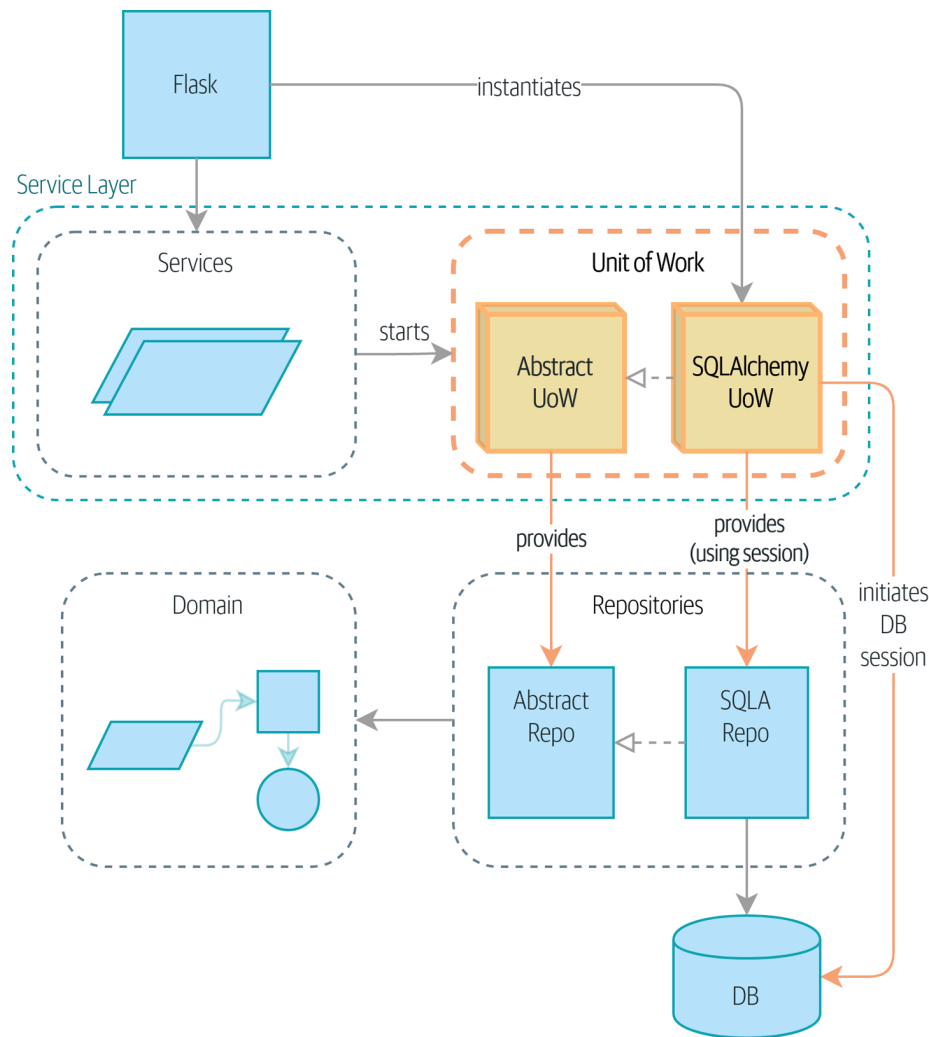 Flask
instantiates
Service Layer
Services
Unit of Work
starts
Abstract
UoW
SQLAlchemy
UoW
provides
provides
(using session)
Domain
Repositories
initiates
DB
session
Abstract
Repo
SQLA
Repo
DB